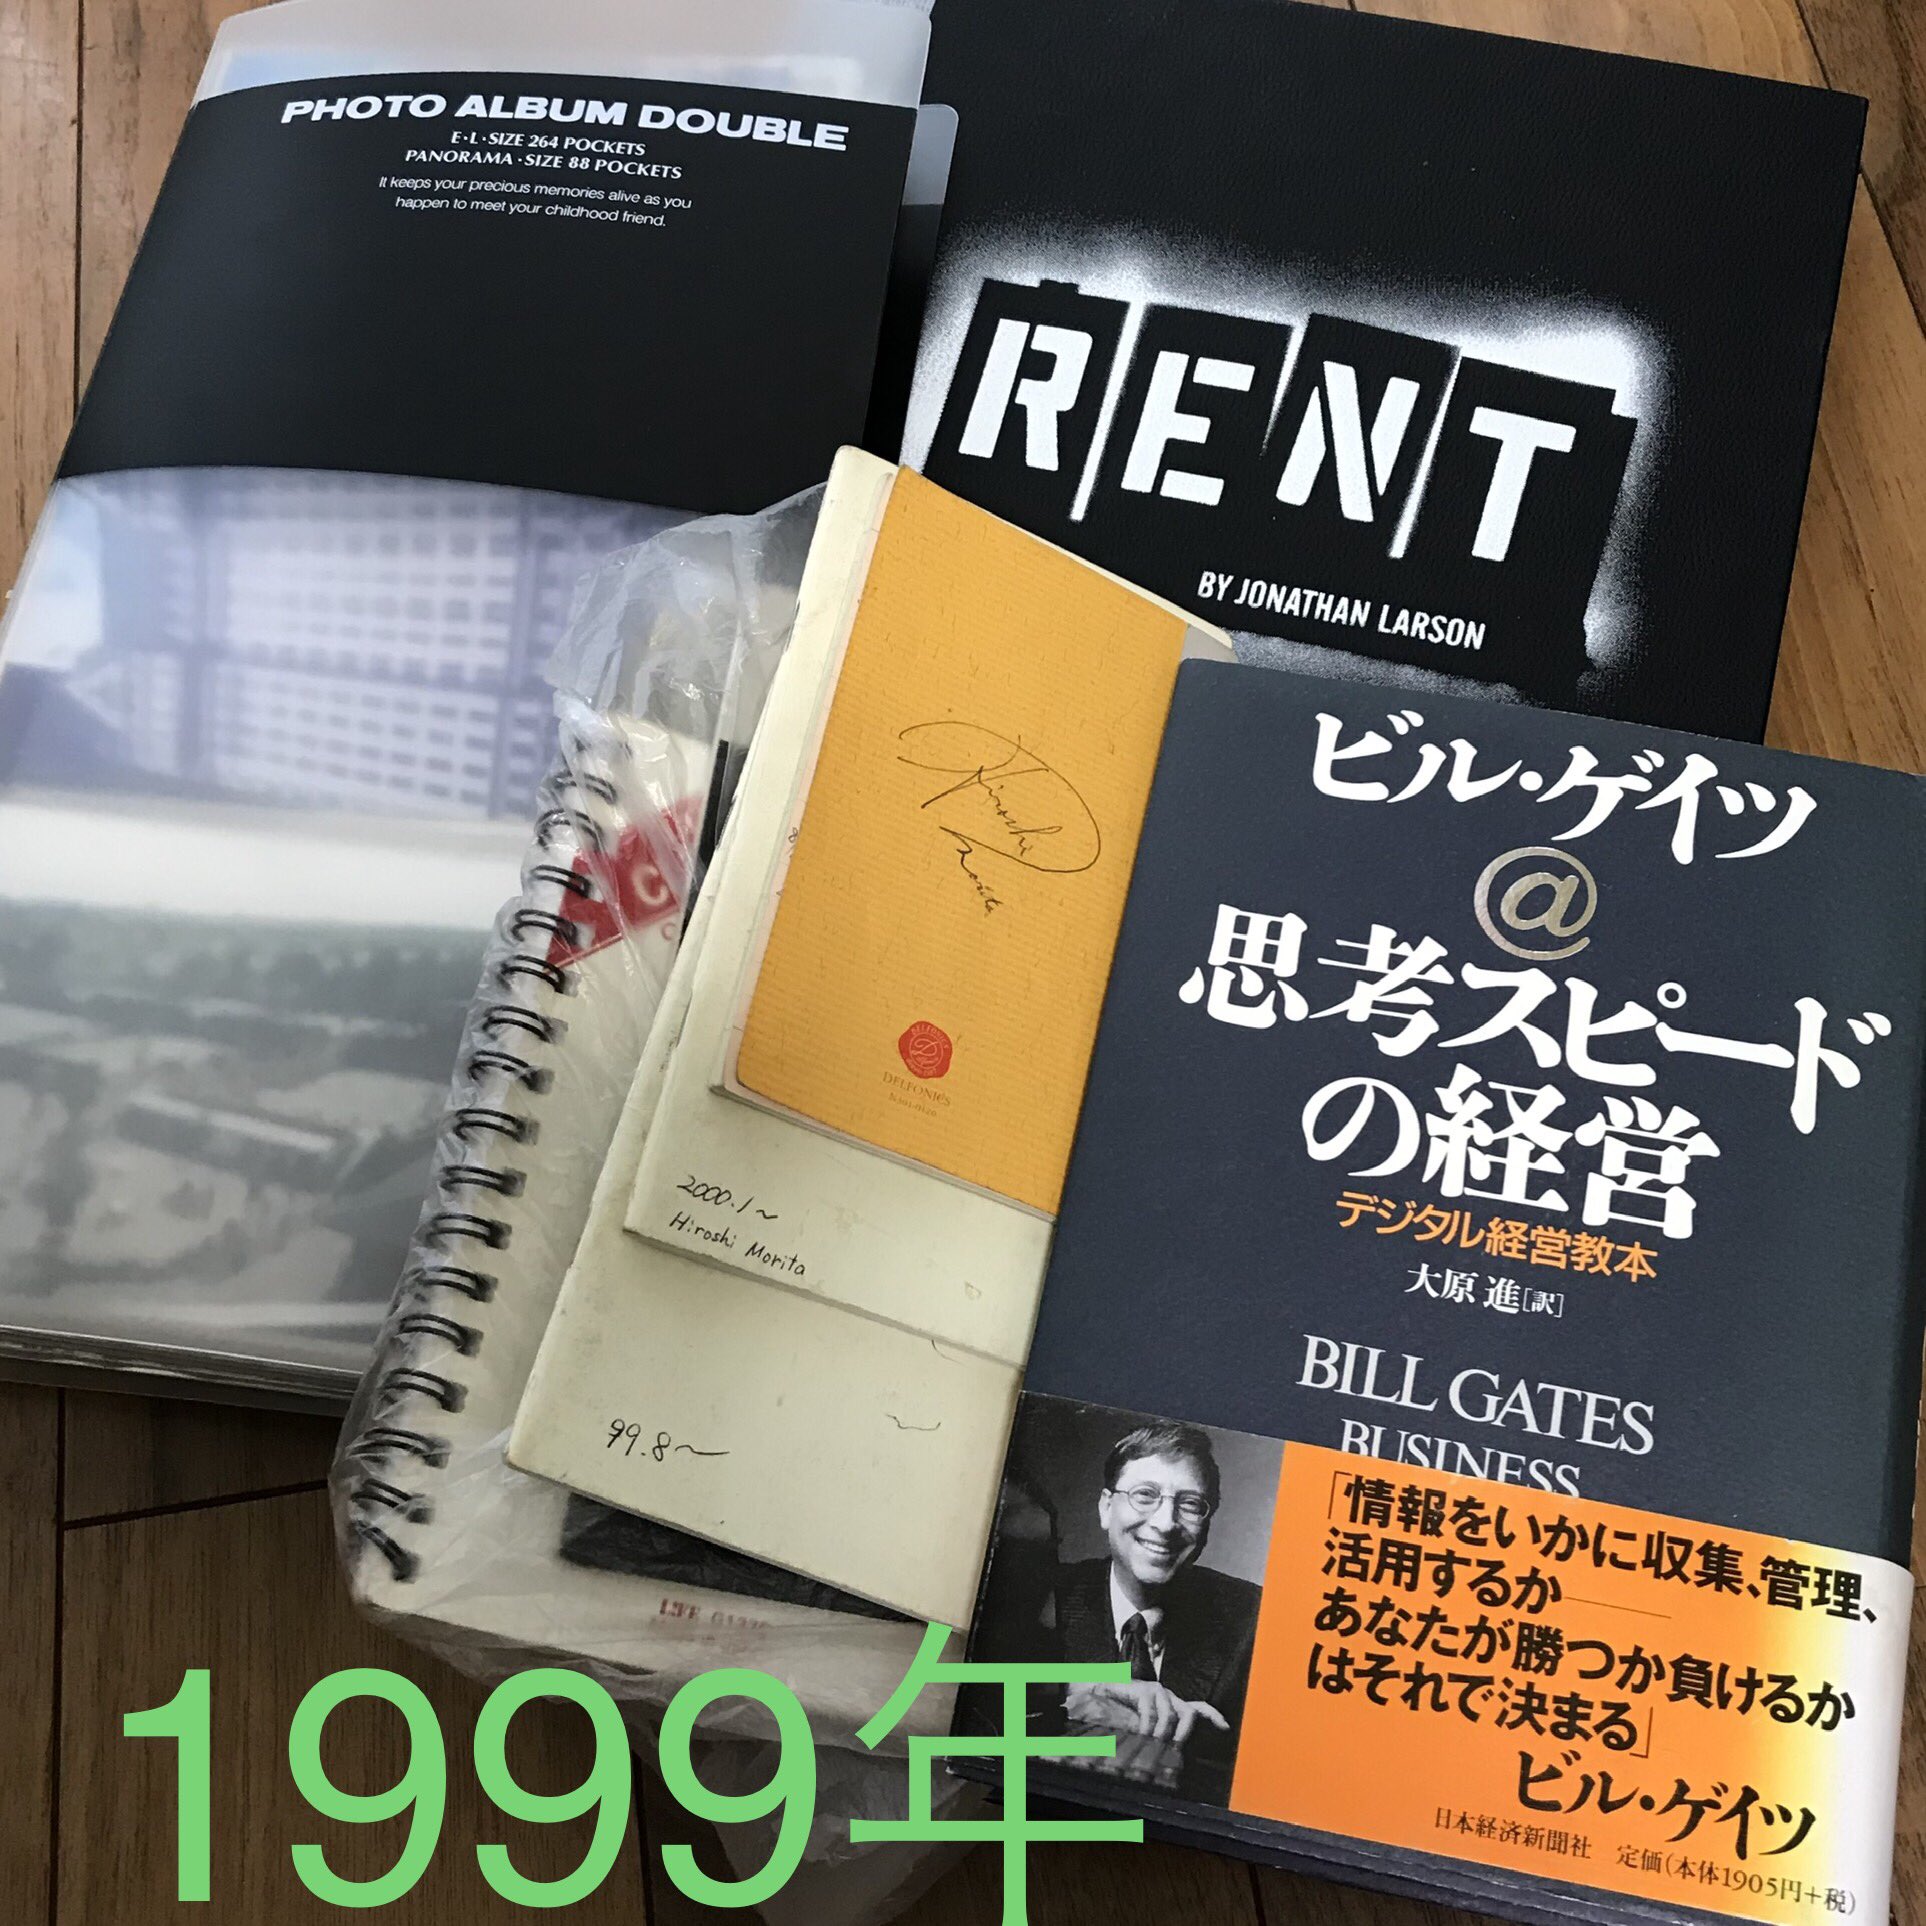 PHOTO ALBUM DOUBLE
E・L・SIZE 264 POCKETS
PANORAMA・SIZE 88 POCKETS
It keeps your precious memories alive as you
happen to meet your childhood friend.
RENT
BY JONATHAN LARSON
Hiroshi
Morita
DELFONICS
2000.1~
Hiroshi Morita
99.8~
ビル・ゲイツ
@
思考スピード
の経営
デジタル経営教本
大原 進[訳]
BILL GATES
BUSINESS
「情報をいかに収集、管理、
活用するか――
あなたが勝つか負けるか
はそれで決まる」
ビル・ゲイツ
日本経済新聞社 定価(本体1905円+税)
LIFE
1999年